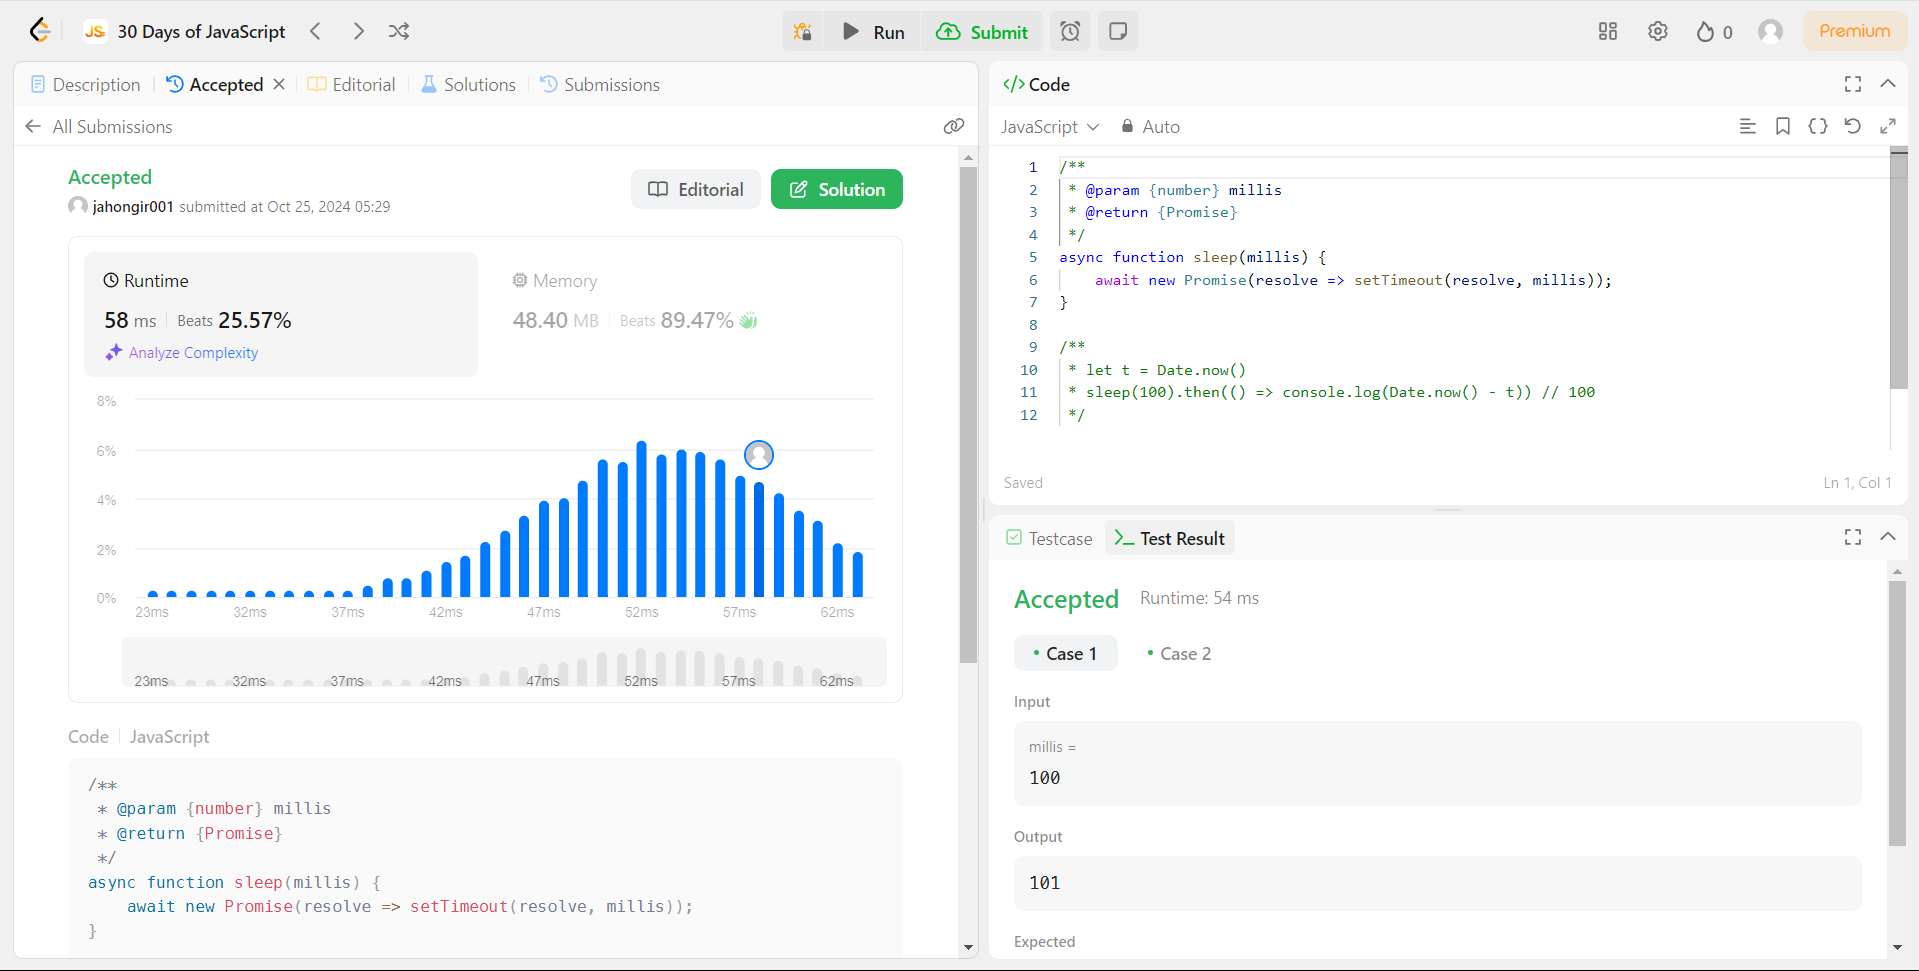 JS 30 Days of JavaScript
Run
Submit
0
Premium
Description
Accepted
Editorial
Solutions
Submissions
All Submissions
Accepted
jahongir001 submitted at Oct 25, 2024 05:29
Editorial
Solution
Runtime
58 ms Beats 25.57%
Analyze Complexity
Memory
48.40 MB Beats 89.47%
8%
6%
4%
2%
0%
23ms 32ms 37ms 42ms 47ms 52ms 57ms 62ms
23ms 32ms 37ms 42ms 47ms 52ms 57ms 62ms
Code JavaScript
/**
 * @param {number} millis
 * @return {Promise}
 */
async function sleep(millis) {
    await new Promise(resolve => setTimeout(resolve, millis));
}
</> Code
JavaScript
Auto
1 /**
2  * @param {number} millis
3  * @return {Promise}
4  */
5 async function sleep(millis) {
6     await new Promise(resolve => setTimeout(resolve, millis));
7 }
8
9 /**
10  * let t = Date.now()
11  * sleep(100).then(() => console.log(Date.now() - t)) // 100
12  */
Saved
Ln 1, Col 1
Testcase
Test Result
Accepted
Runtime: 54 ms
• Case 1
• Case 2
Input
millis =
100
Output
101
Expected